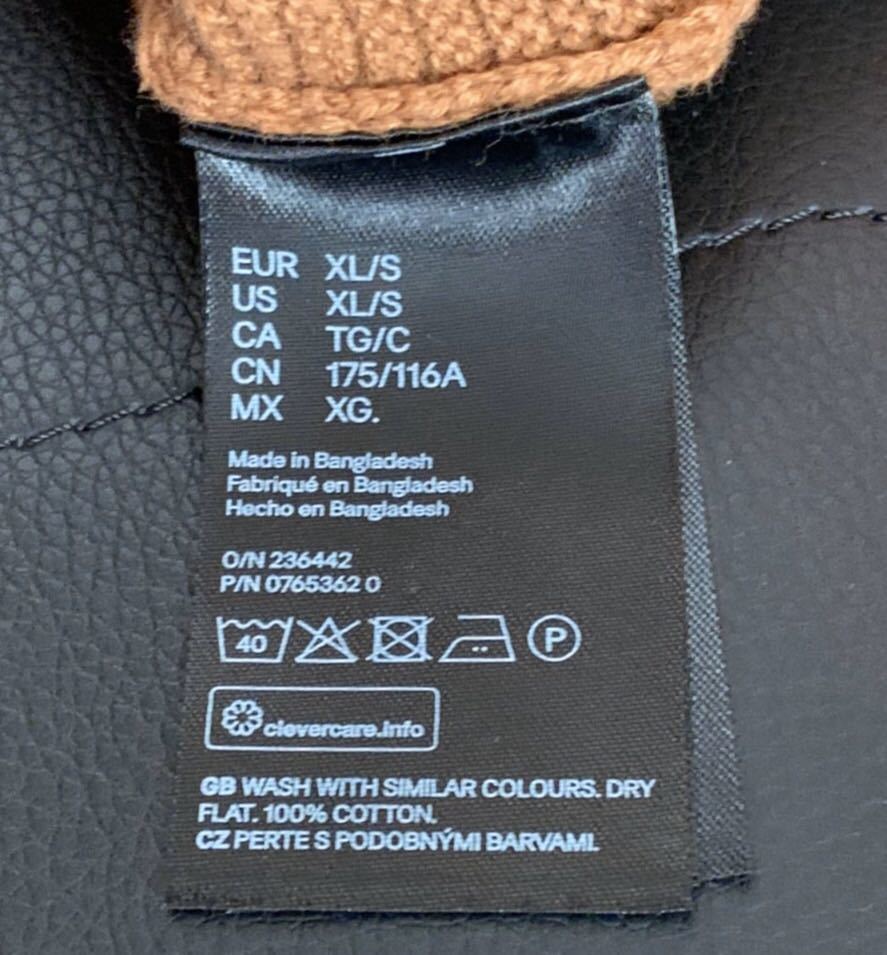 EUR XL/S
US XL/S
CA TG/C
CN 175/116A
MX XG.
Made in Bangladesh
Fabriqué en Bangladesh
Hecho en Bangladesh
O/N 236442
P/N 0765362 0
40 P
clevercare.info
GB WASH WITH SIMILAR COLOURS. DRY
FLAT. 100% COTTON.
CZ PERTE S PODOBNÝMI BARVAMI.